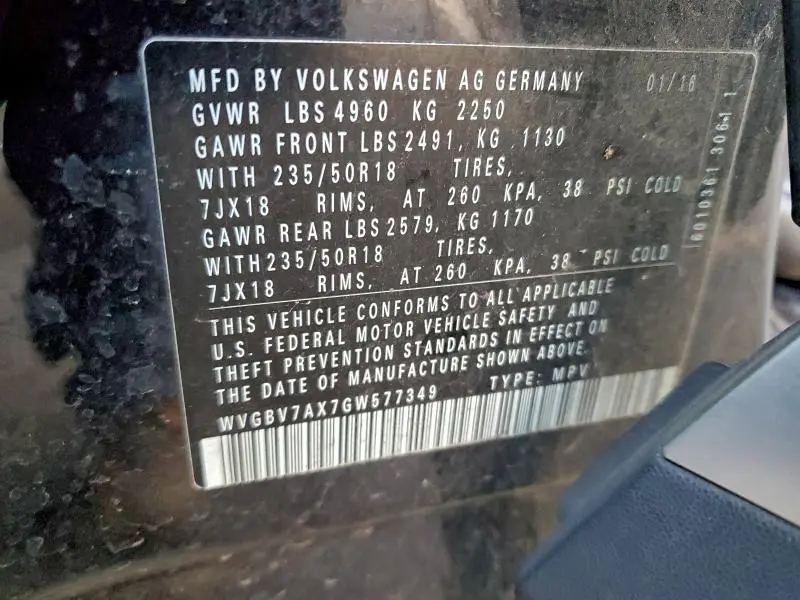 MFD BY VOLKSWAGEN AG GERMANY 01/16
GVWR LBS 4960 KG 2250
GAWR FRONT LBS 2491, KG 1130
WITH 235/50R18 TIRES,
7JX18 RIMS, AT 260 KPA, 38 PSI COLD
GAWR REAR LBS 2579, KG 1170
WITH 235/50R18 TIRES,
7JX18 RIMS, AT 260 KPA, 38 PSI COLD
THIS VEHICLE CONFORMS TO ALL APPLICABLE
U.S. FEDERAL MOTOR VEHICLE SAFETY AND
THEFT PREVENTION STANDARDS IN EFFECT ON
THE DATE OF MANUFACTURE SHOWN ABOVE.
WVGBV7AX7GW577349 TYPE: MPV